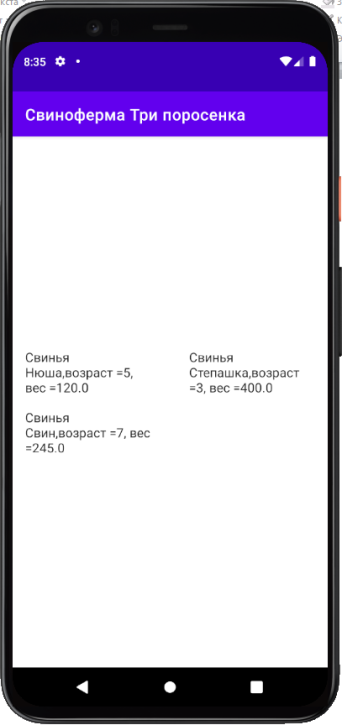 8:35
Свиноферма Три поросенка
Свинья
Нюша,возраст =5,
вес =120.0
Свинья
Степашка,возраст
=3, вес =400.0
Свинья
Свин,возраст =7, вес
=245.0